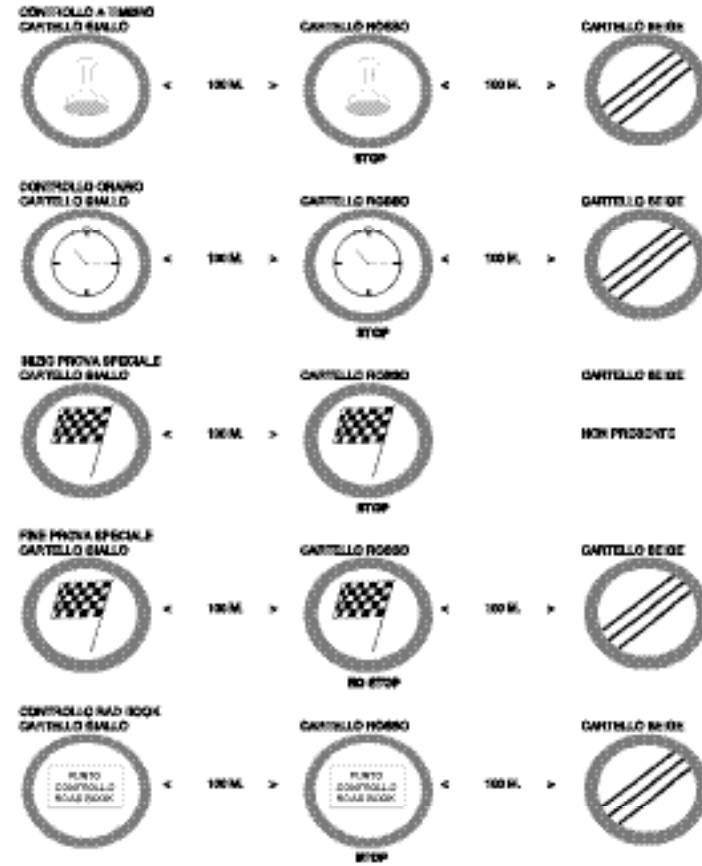 CONTROLLO A TIMBRO
CARTELLO GIALLO CARTELLO ROSSO CARTELLO BEIGE
< 100 M. > < 100 M. >
STOP
CONTROLLO ORARIO
CARTELLO GIALLO CARTELLO ROSSO CARTELLO BEIGE
< 100 M. > < 100 M. >
STOP
INIZIO PROVA SPECIALE
CARTELLO GIALLO CARTELLO ROSSO CARTELLO BEIGE
< 100 M. > NON PRESENTE
STOP
FINE PROVA SPECIALE
CARTELLO GIALLO CARTELLO ROSSO CARTELLO BEIGE
< 100 M. > < 100 M. >
NO STOP
CONTROLLO RAD BOOK
CARTELLO GIALLO CARTELLO ROSSO CARTELLO BEIGE
PUNTO PUNTO
CONTROLLO < 100 M. > CONTROLLO < 100 M. >
ROAD BOOK ROAD BOOK
STOP